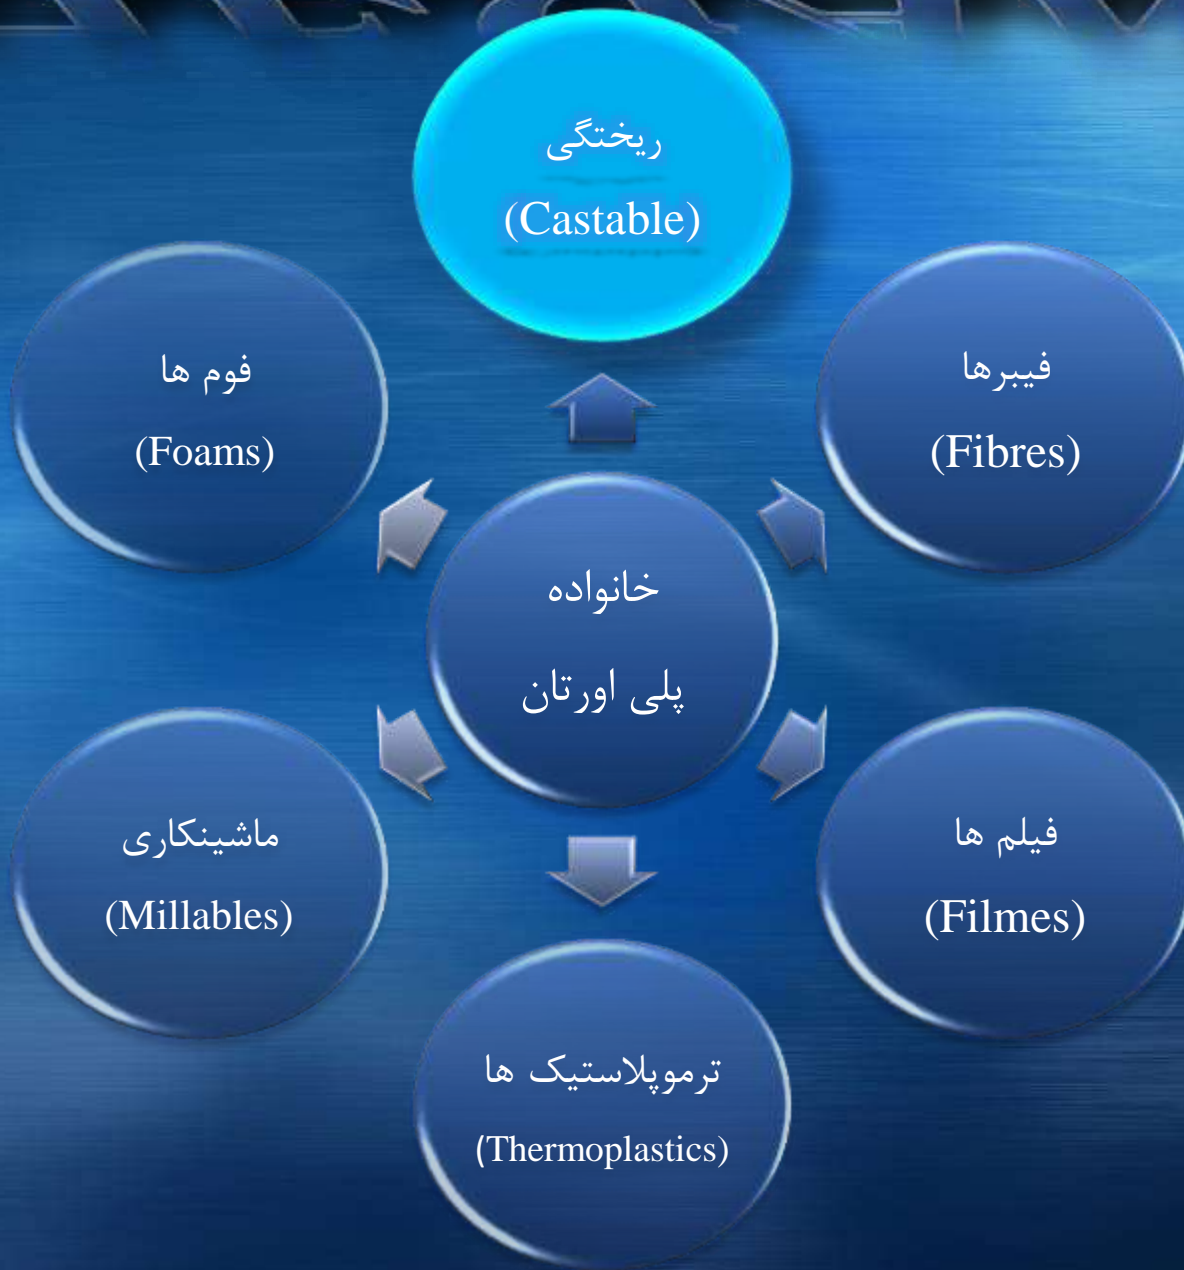 ریختگی
(Castable)
فیبرها
(Fibres)
فیلم ها
(Filmes)
ترموپلاستیک ها
(Thermoplastics)
ماشینکاری
(Millables)
فوم ها
(Foams)
خانواده
پلی اورتان